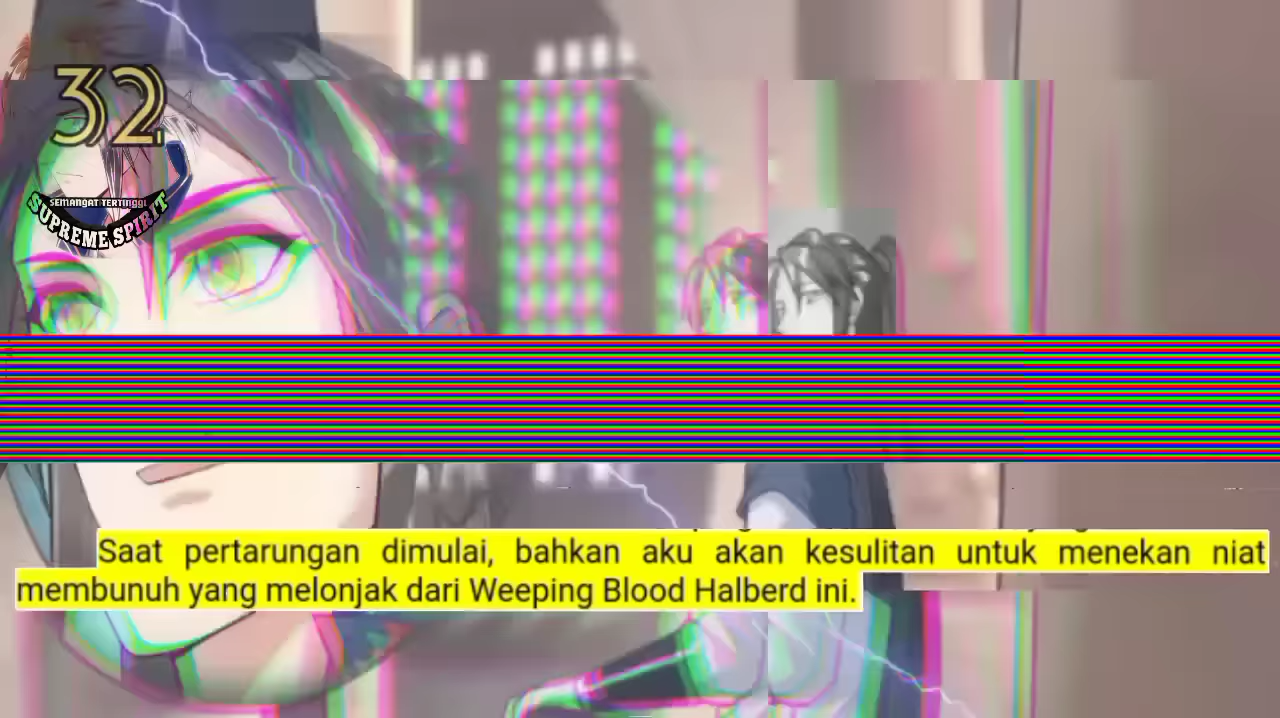 32
SEMANGAT TERTINGGI
SUPREME SPIRIT
Saat pertarungan dimulai, bahkan aku akan kesulitan untuk menekan niat
membunuh yang melonjak dari Weeping Blood Halberd ini.